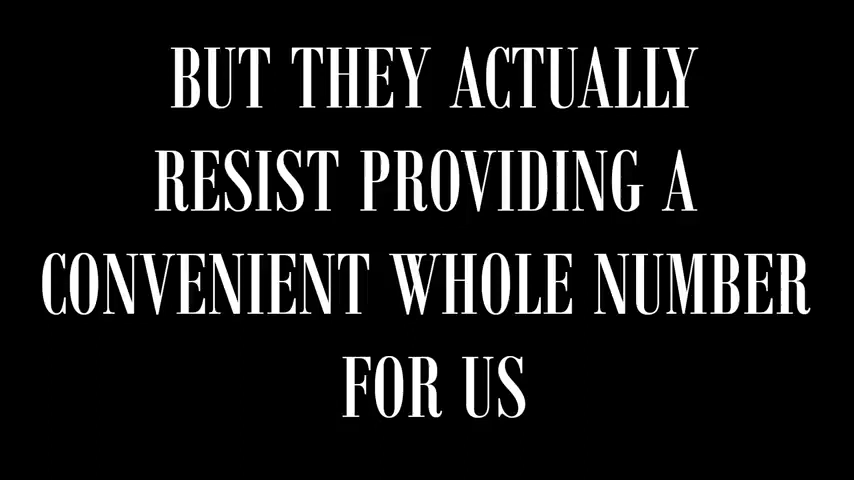 BUT THEY ACTUALLY
RESIST PROVIDING A
CONVENIENT WHOLE NUMBER
FOR US